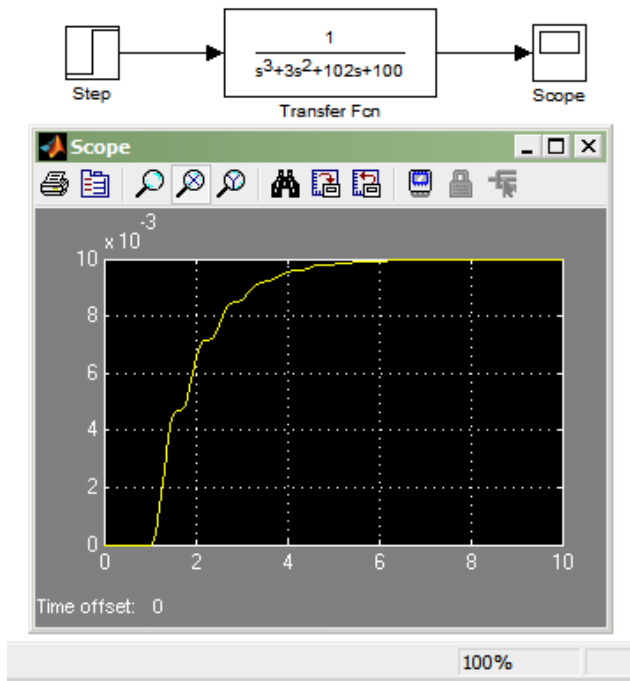 1
s³+3s²+102s+100
Step
Transfer Fcn
Scope
Scope
x 10⁻³
10
8
6
4
2
0
0 2 4 6 8 10
Time offset: 0
100%